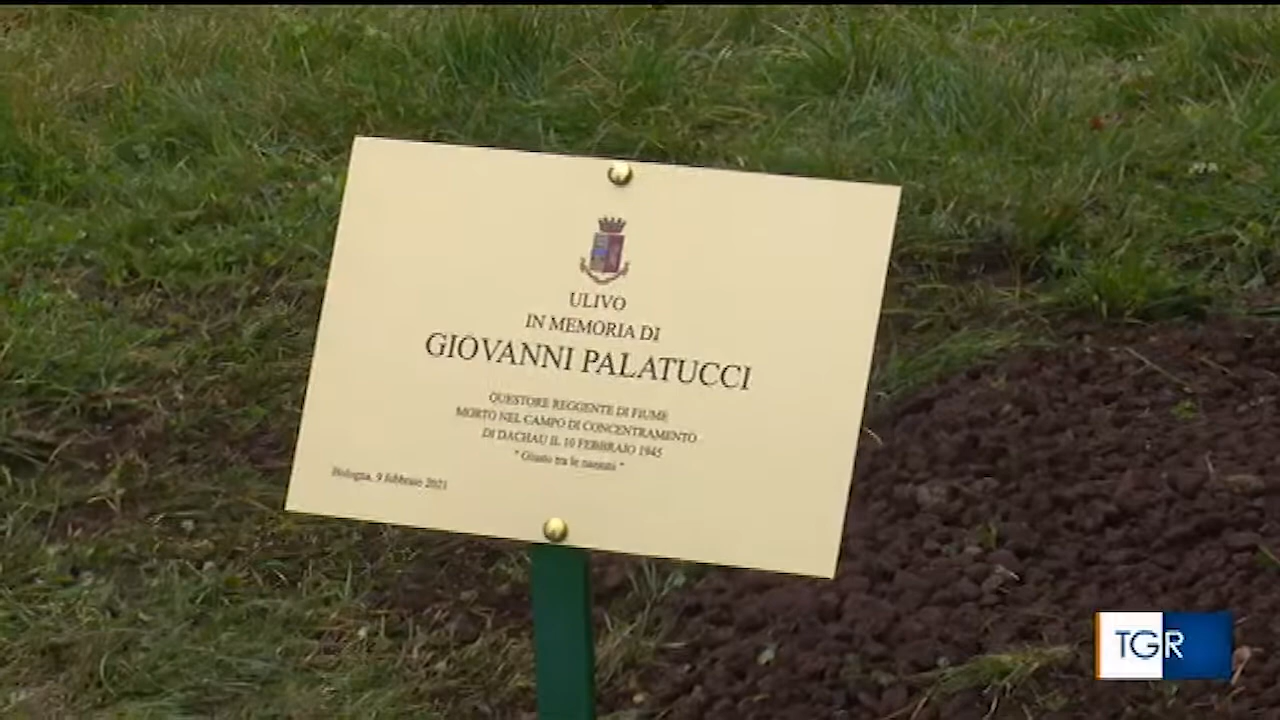 ULIVO
IN MEMORIA DI
GIOVANNI PALATUCCI
QUESTORE REGGENTE DI FIUME
MORTO NEL CAMPO DI CONCENTRAMENTO
DI DACHAU IL 10 FEBBRAIO 1945
" Giusto tra le nazioni "
Bologna, 9 febbraio 2021
TGR